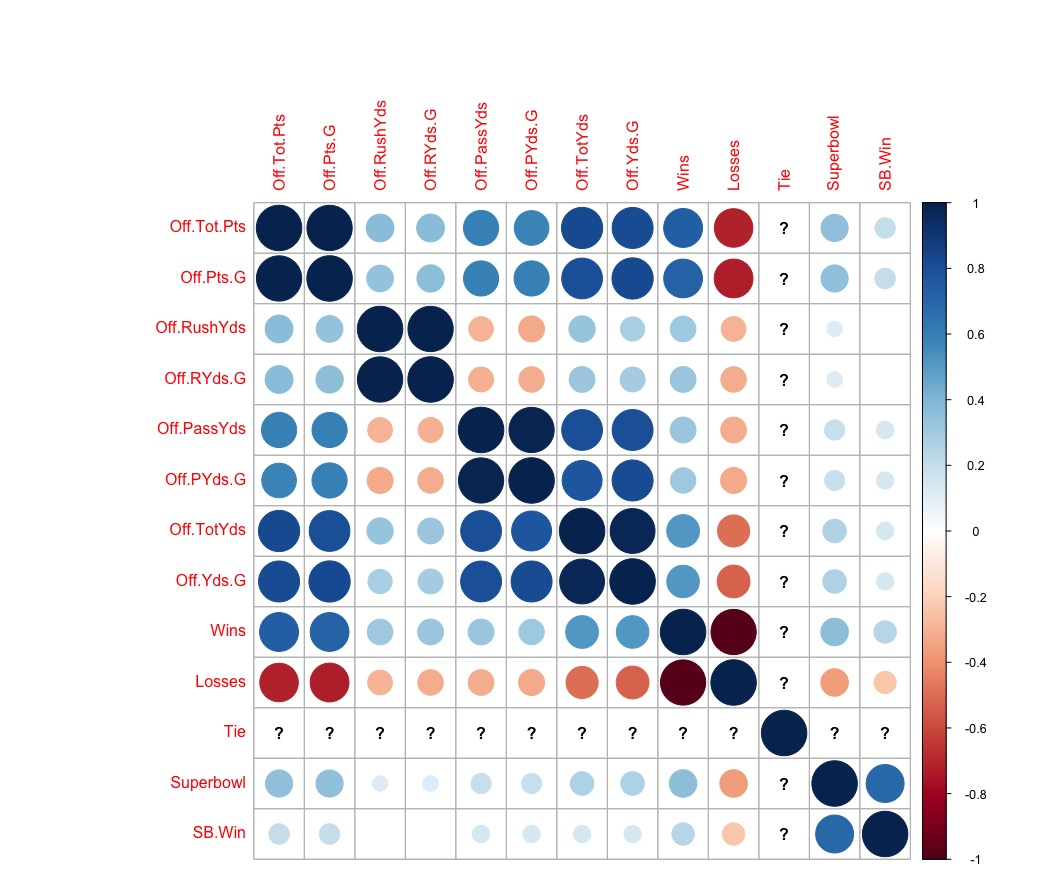 Off.Tot.Pts Off.Pts.G Off.RushYds Off.RYds.G Off.PassYds Off.PYds.G Off.TotYds Off.Yds.G Wins Losses Tie Superbowl SB.Win
Off.Tot.Pts ? 1
Off.Pts.G ? 0.8
Off.RushYds ? 0.6
Off.RYds.G ? 0.4
Off.PassYds ?
Off.PYds.G ? 0.2
Off.TotYds ? 0
Off.Yds.G ? -0.2
Wins ? -0.4
Losses ?
Tie ? ? ? ? ? ? ? ? ? ? ? ? -0.6
Superbowl ? -0.8
SB.Win ? -1